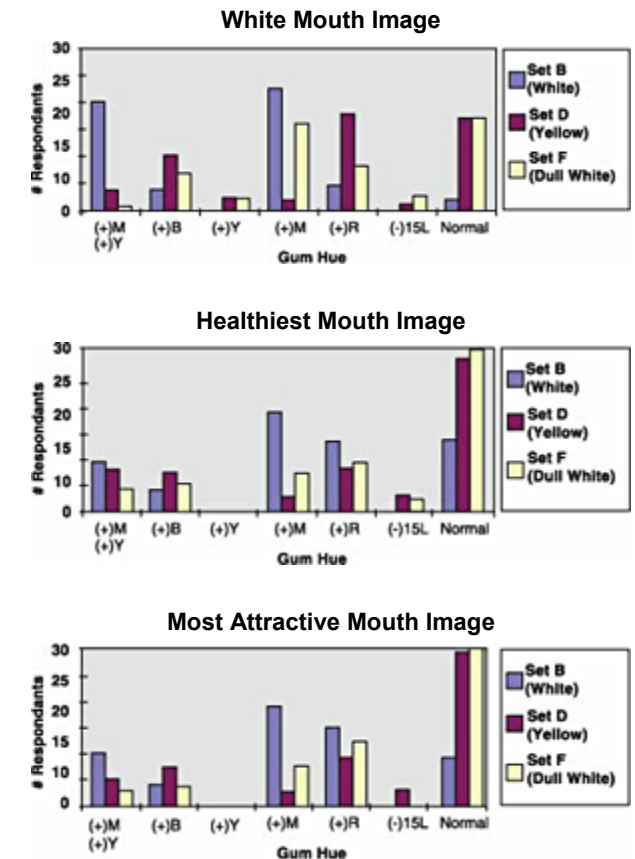 White Mouth Image
30
25
20
15
10
0
# Respondants
(+)M
(+)Y
(+)B
(+)Y
(+)M
(+)R
(-)15L
Normal
Gum Hue
Set B
(White)
Set D
(Yellow)
Set F
(Dull White)
Healthiest Mouth Image
30
25
20
15
10
0
# Respondants
(+)M
(+)Y
(+)B
(+)Y
(+)M
(+)R
(-)15L
Normal
Gum Hue
Set B
(White)
Set D
(Yellow)
Set F
(Dull White)
Most Attractive Mouth Image
30
25
20
15
10
0
# Respondants
(+)M
(+)Y
(+)B
(+)Y
(+)M
(+)R
(-)15L
Normal
Gum Hue
Set B
(White)
Set D
(Yellow)
Set F
(Dull White)